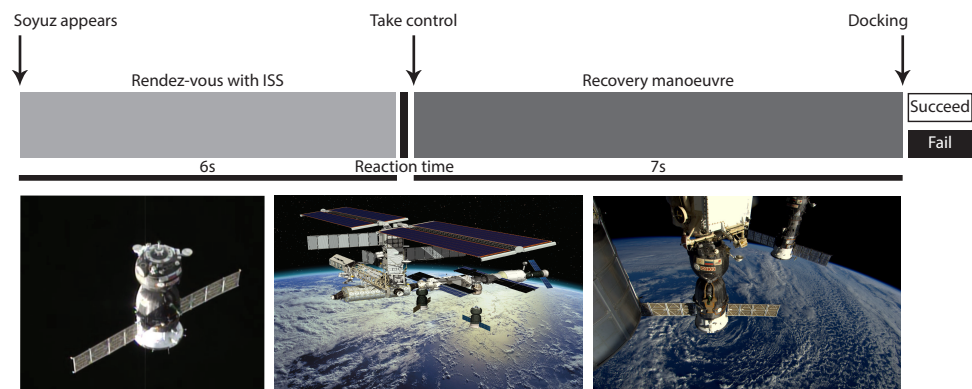 Soyuz appears
Take control
Docking
Rendez-vous with ISS
Recovery manoeuvre
Succeed
Fail
6s
Reaction time
7s